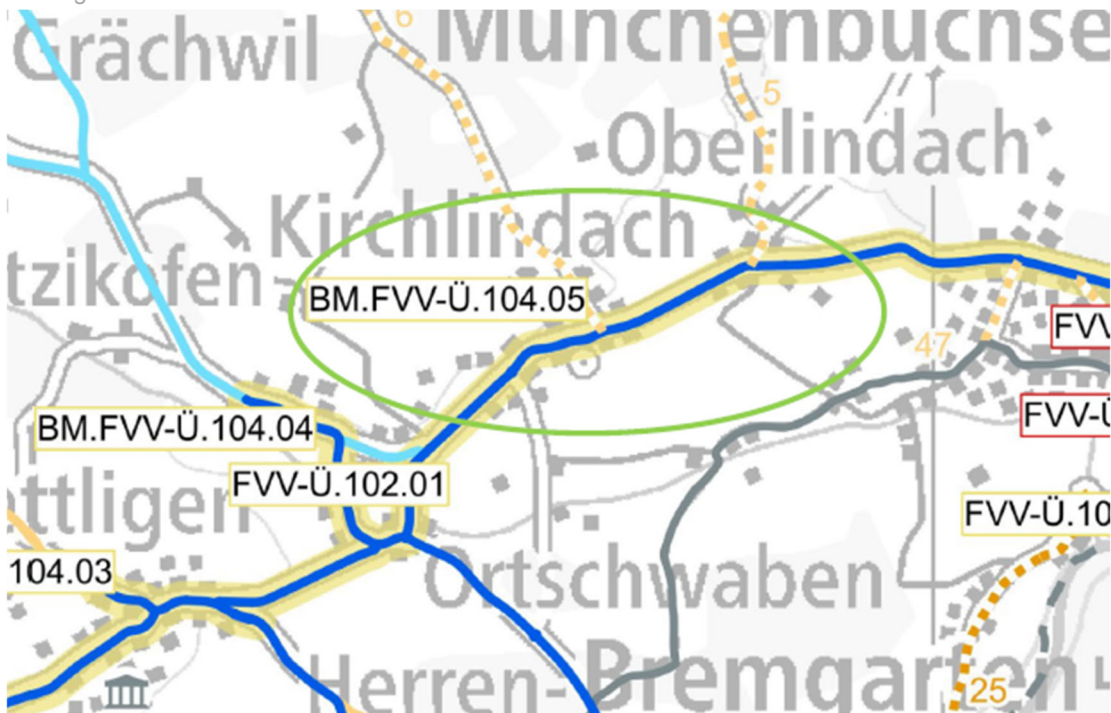 6
Münchenbuchse
Grächwil
5
Oberlindach
Kirchlindach
tzikofen
BM.FVV-Ü.104.05
FVV
47
BM.FVV-Ü.104.04
FVV-Ü
FVV-Ü.102.01
ettligen
FVV-Ü.10
104.03
Ortschwaben
Herren-
Bremgarten
25